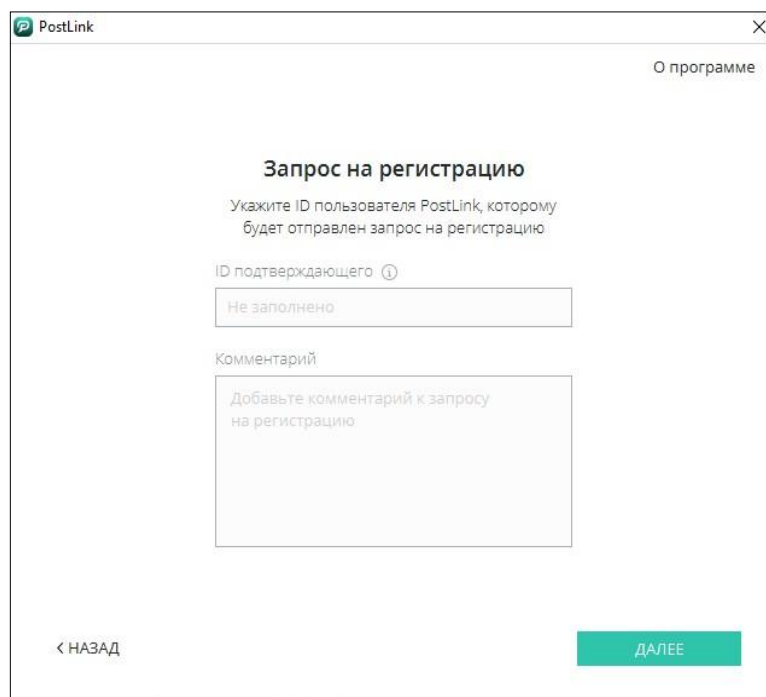 PostLink
О программе
Запрос на регистрацию
Укажите ID пользователя PostLink, которому
будет отправлен запрос на регистрацию
ID подтверждающего
Не заполнено
Комментарий
Добавьте комментарий к запросу
на регистрацию
< НАЗАД
ДАЛЕЕ